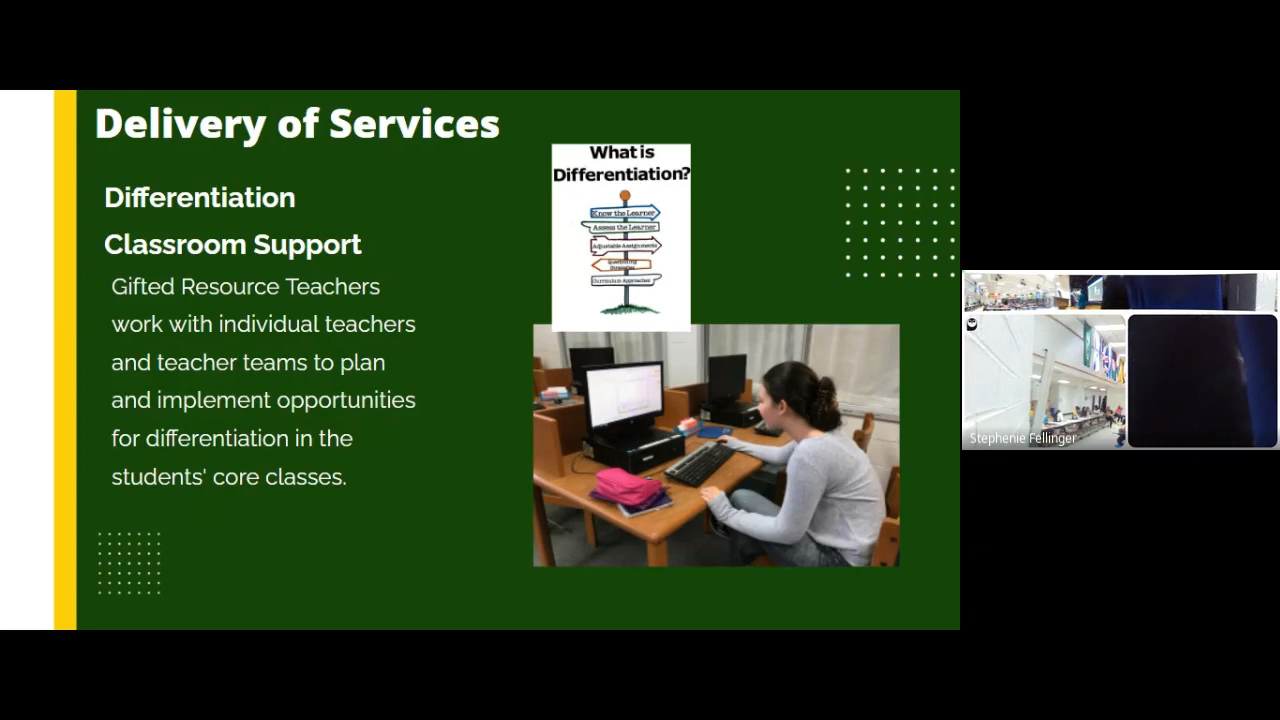 Delivery of Services
Differentiation
Classroom Support
Gifted Resource Teachers
work with individual teachers
and teacher teams to plan
and implement opportunities
for differentiation in the
students' core classes.
What is
Differentiation?
Know the Learner
Assess the Learner
Adjustable Assignments
Questioning
Strategies
Curriculum Approaches
Stephenie Fellinger